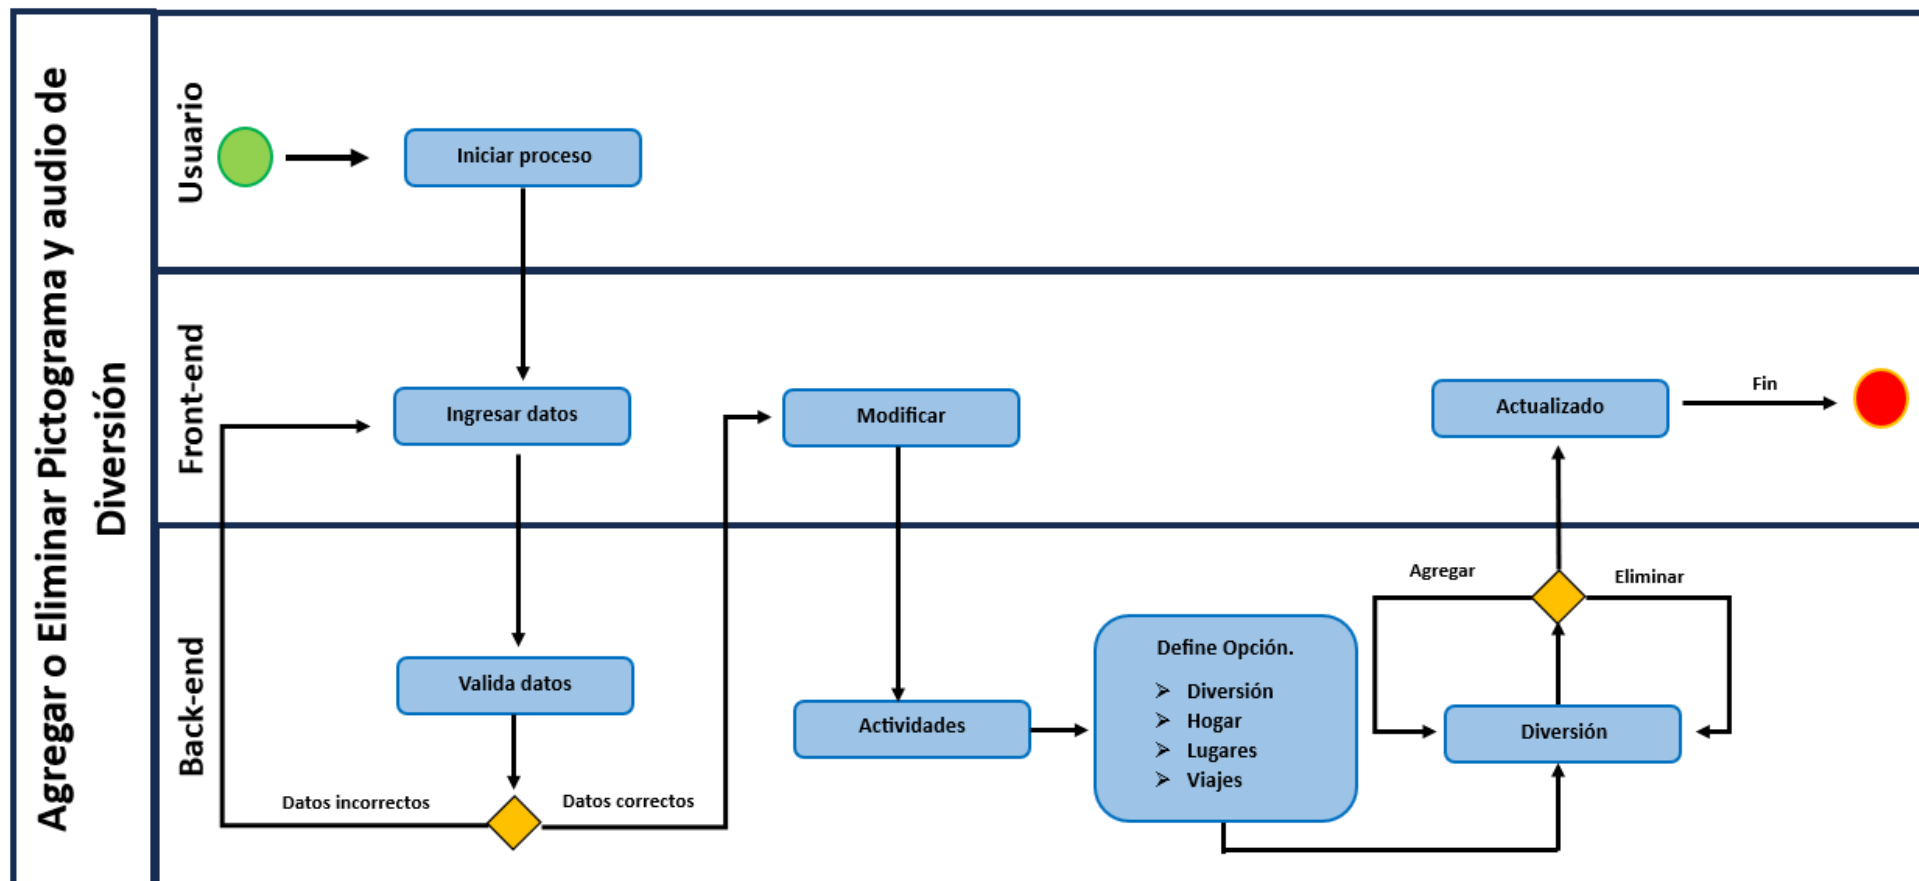 Agregar o Eliminar Pictograma y audio de
Diversión
Usuario
Iniciar proceso
Front-end
Ingresar datos
Modificar
Actualizado
Fin
Back-end
Valida datos
Datos incorrectos
Datos correctos
Actividades
Define Opción.
➢ Diversión
➢ Hogar
➢ Lugares
➢ Viajes
Agregar
Eliminar
Diversión